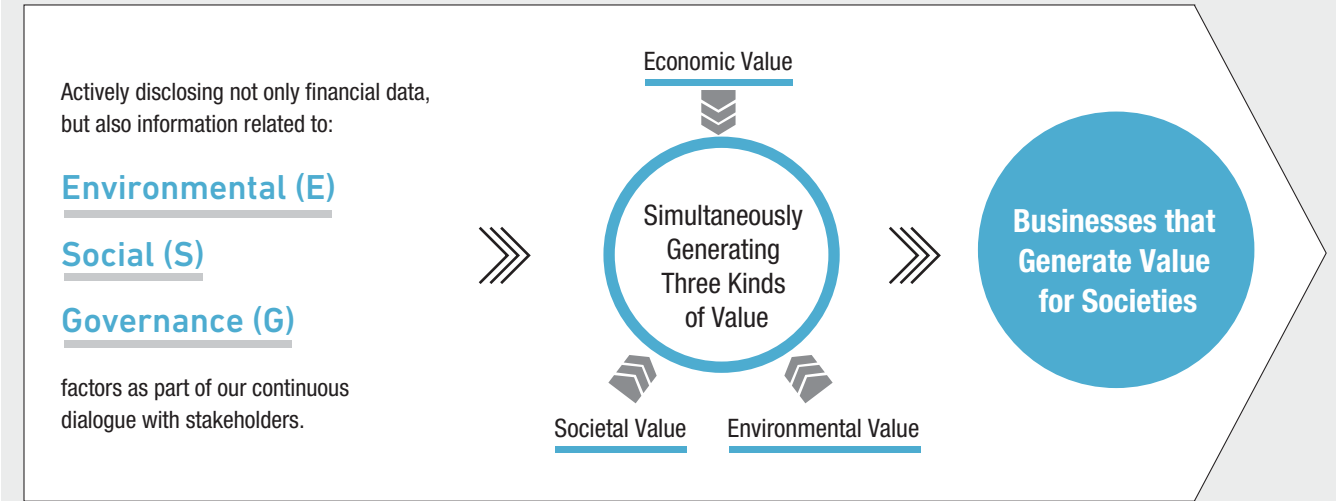 Actively disclosing not only financial data,
but also information related to:
Environmental (E)
Social (S)
Governance (G)
factors as part of our continuous
dialogue with stakeholders.
Economic Value
Simultaneously
Generating
Three Kinds
of Value
Societal Value
Environmental Value
Businesses that
Generate Value
for Societies